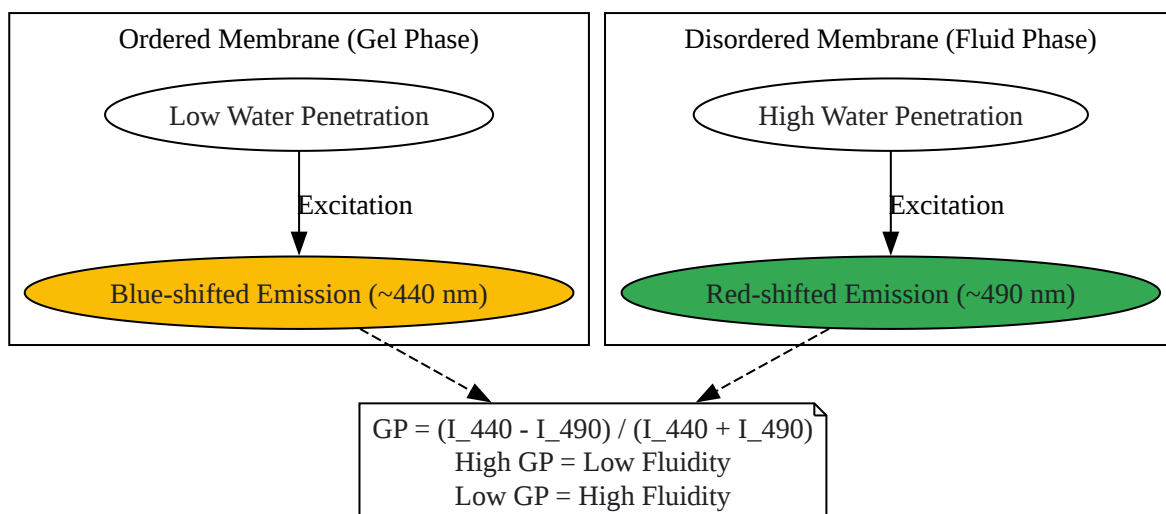 Ordered Membrane (Gel Phase)
Low Water Penetration
Excitation
Blue-shifted Emission (~440 nm)
Disordered Membrane (Fluid Phase)
High Water Penetration
Excitation
Red-shifted Emission (~490 nm)
GP = (I_440 - I_490) / (I_440 + I_490)
High GP = Low Fluidity
Low GP = High Fluidity